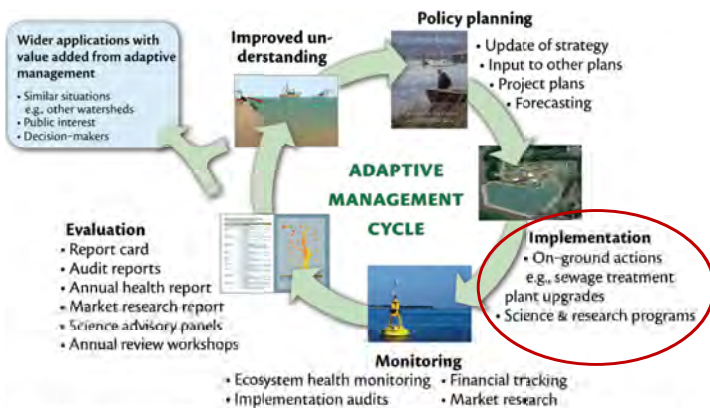 Policy planning
• Update of strategy
• Input to other plans
• Project plans
• Forecasting
Improved un-
derstanding
Wider applications with
value added from adaptive
management
• Similar situations
e.g., other watersheds
• Public interest
• Decision-makers
ADAPTIVE
MANAGEMENT
CYCLE
Implementation
• On-ground actions
e.g., sewage treatment
plant upgrades
• Science & research programs
Evaluation
• Report card
• Audit reports
• Annual health report
• Market research report
• Science advisory panels
• Annual review workshops
Monitoring
• Ecosystem health monitoring • Financial tracking
• Implementation audits • Market research